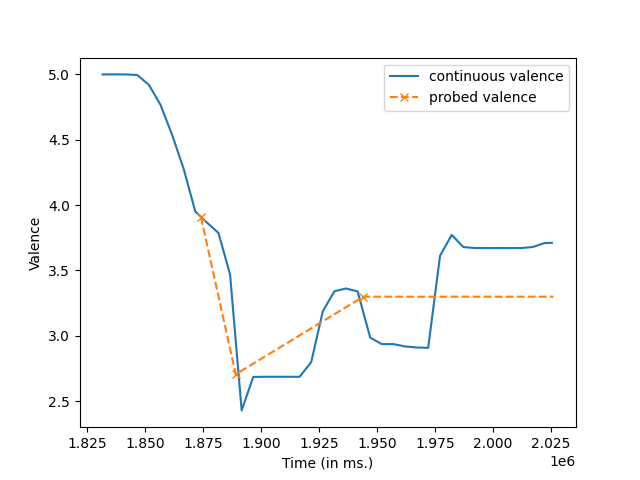 continuous valence
probed valence
5.0
4.5
4.0
3.5
3.0
2.5
Valence
1.825 1.850 1.875 1.900 1.925 1.950 1.975 2.000 2.025
1e6
Time (in ms.)